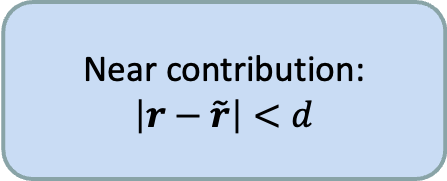 Near contribution:
|𝒓 − 𝒓̃| < 𝑑